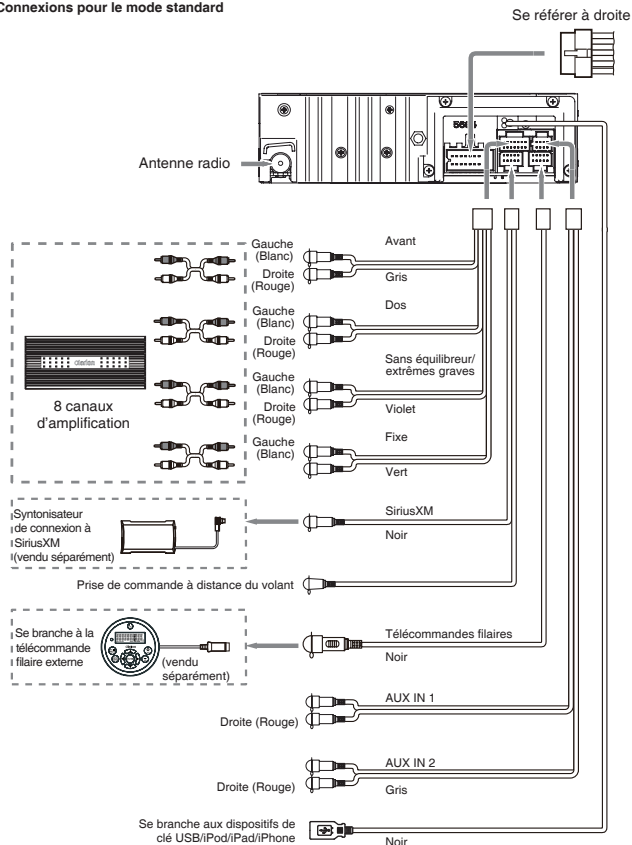 Connexions pour le mode standard
Se référer à droite
Antenne radio
Gauche
(Blanc)
Avant
Droite
(Rouge)
Gris
Gauche
(Blanc)
Dos
Droite
(Rouge)
Sans équilibreur/
extrêmes graves
Gauche
(Blanc)
Droite
(Rouge)
Violet
8 canaux
d'amplification
Gauche
(Blanc)
Fixe
Vert
Syntonisateur
de connexion à
SiriusXM
(vendu séparément)
SiriusXM
Noir
Prise de commande à distance du volant
Se branche à la
télécommande
filaire externe
(vendu
séparément)
Télécommandes filaires
Noir
AUX IN 1
Droite (Rouge)
AUX IN 2
Droite (Rouge)
Gris
Se branche aux dispositifs de
clé USB/iPod/iPad/iPhone
Noir